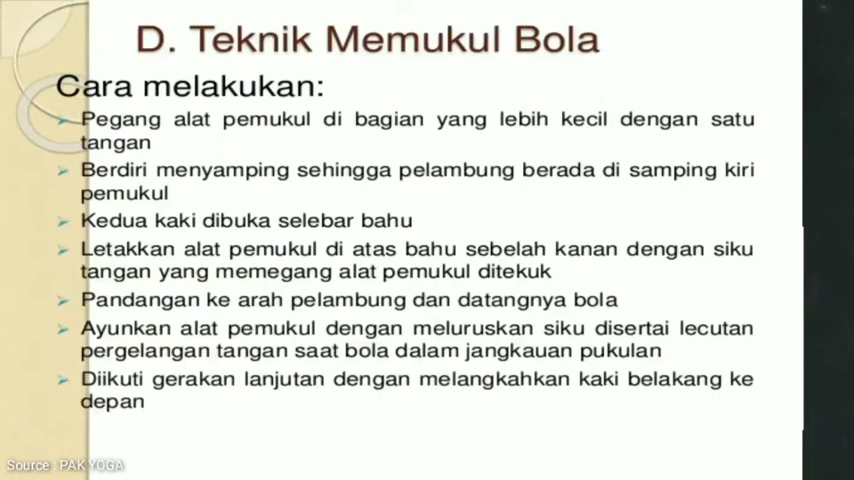 D. Teknik Memukul Bola
Cara melakukan:
Pegang alat pemukul di bagian yang lebih kecil dengan satu
tangan
Berdiri menyamping sehingga pelambung berada di samping kiri
pemukul
Kedua kaki dibuka selebar bahu
Letakkan alat pemukul di atas bahu sebelah kanan dengan siku
tangan yang memegang alat pemukul ditekuk
Pandangan ke arah pelambung dan datangnya bola
Ayunkan alat pemukul dengan meluruskan siku disertai lecutan
pergelangan tangan saat bola dalam jangkauan pukulan
Diikuti gerakan lanjutan dengan melangkahkan kaki belakang ke
depan
Source : PAK YOGA